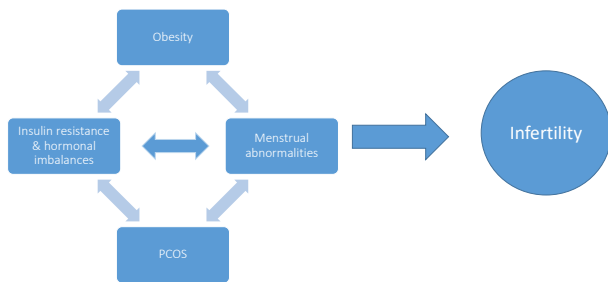 Obesity
Insulin resistance
& hormonal
imbalances
Menstrual
abnormalities
Infertility
PCOS